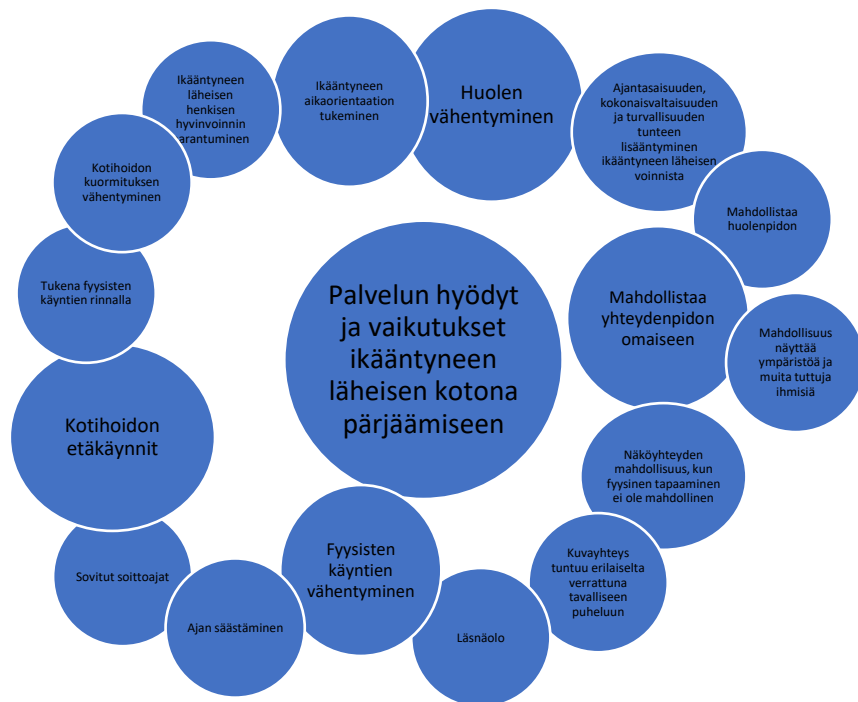 Huolen
vähentyminen
Ajantasaisuuden,
kokonaisvaltaisuuden
ja turvallisuuden
tunteen
lisääntyminen
ikääntyneen läheisen
voinnista
Mahdollistaa
huolenpidon
Mahdollistaa
yhteydenpidon
omaiseen
Mahdollisuus
näyttää
ympäristöä ja
muita tuttuja
ihmisiä
Näköyhteyden
mahdollisuus, kun
fyysinen tapaaminen
ei ole mahdollinen
Kuvayhteys
tuntuu erilaiselta
verrattuna
tavalliseen
puheluun
Läsnäolo
Fyysisten
käyntien
vähentyminen
Ajan säästäminen
Sovitut soittoajat
Kotihoidon
etäkäynnit
Tukena fyysisten
käyntien rinnalla
Kotihoidon
kuormituksen
vähentyminen
Ikääntyneen
läheisen
henkisen
hyvinvoinnin
arantuminen
Ikääntyneen
aikaorientaation
tukeminen
Palvelun hyödyt
ja vaikutukset
ikääntyneen
läheisen kotona
pärjäämiseen